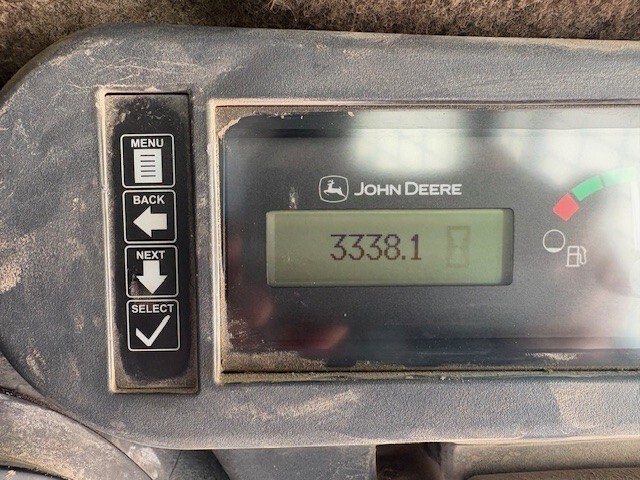 MENU
BACK
NEXT
SELECT
JOHN DEERE
3338.1